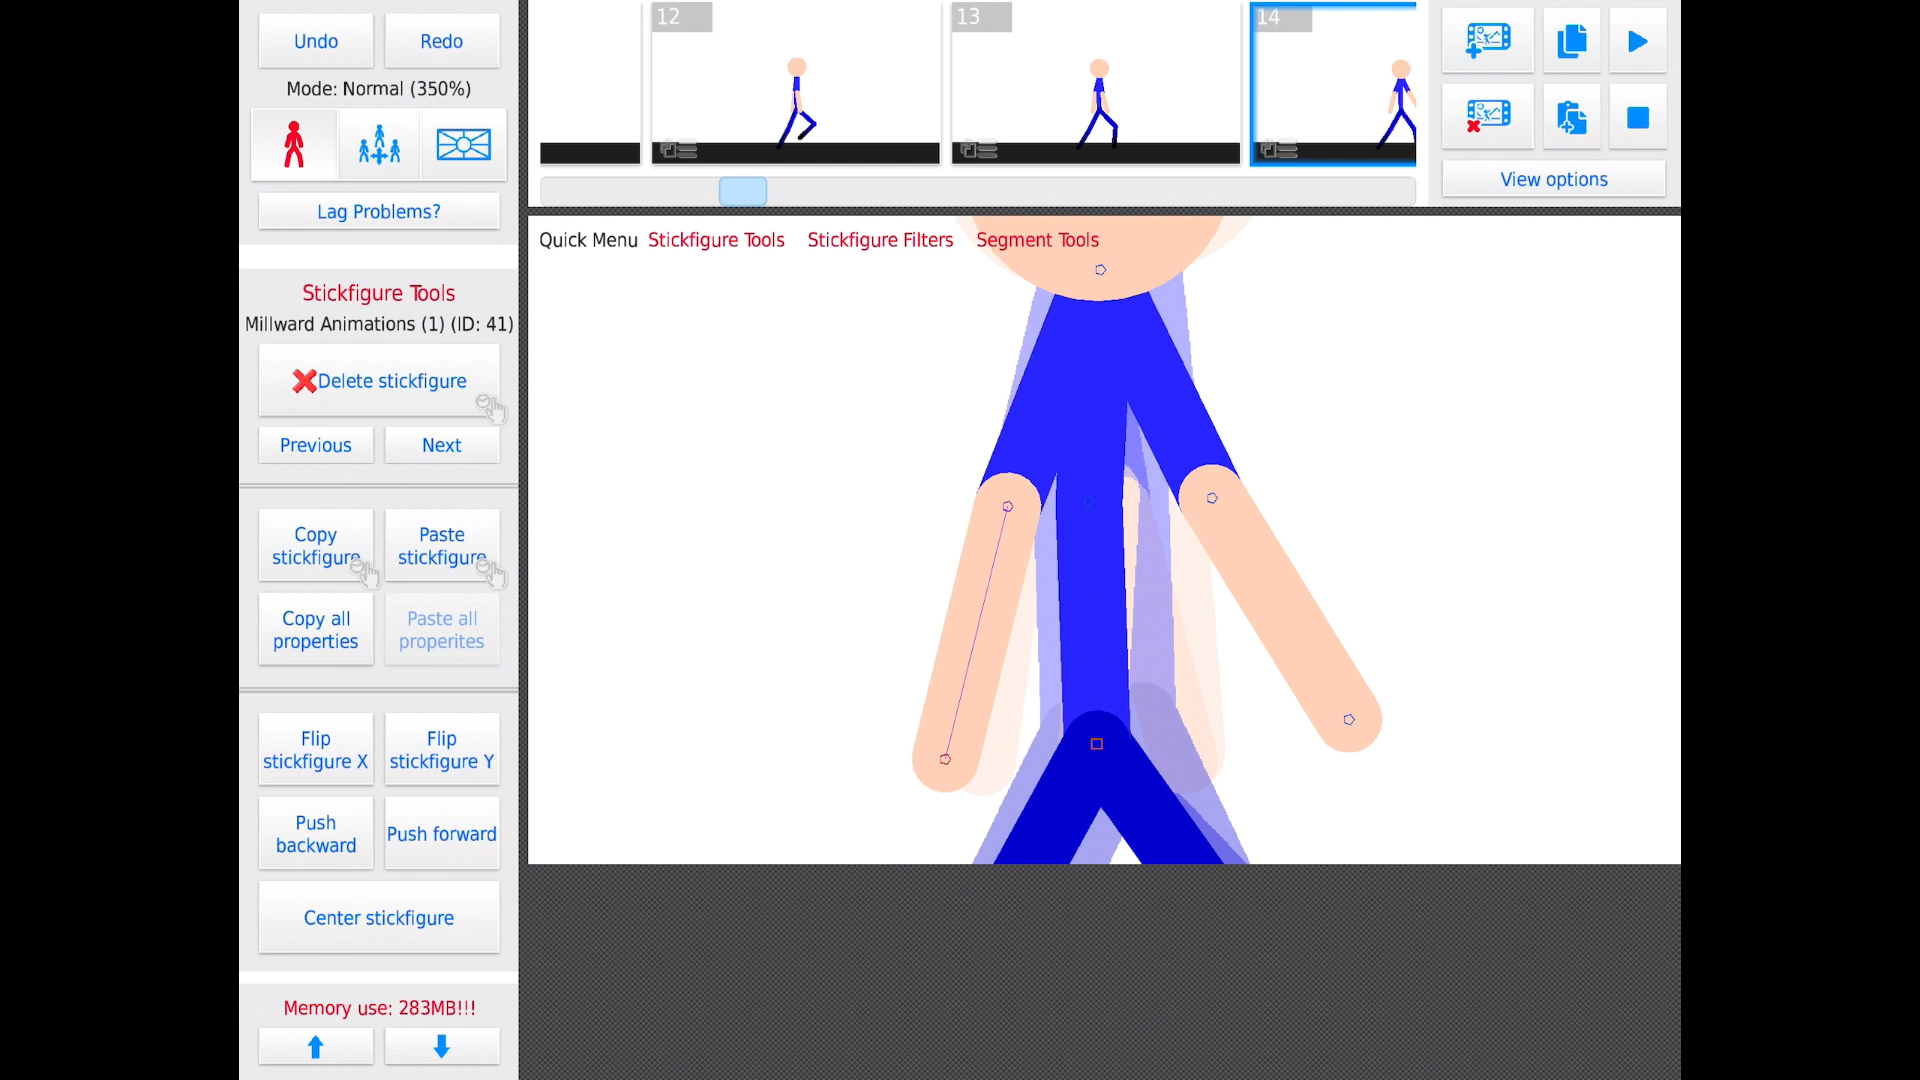 Undo
Redo
Mode: Normal (350%)
Lag Problems?
Stickfigure Tools
Millward Animations (1) (ID: 41)
Delete stickfigure
Previous
Next
Copy
stickfigure
Paste
stickfigure
Copy all
properties
Paste all
properites
Flip
stickfigure X
Flip
stickfigure Y
Push
backward
Push forward
Center stickfigure
Memory use: 283MB!!!
12
13
14
View options
Quick Menu Stickfigure Tools Stickfigure Filters Segment Tools